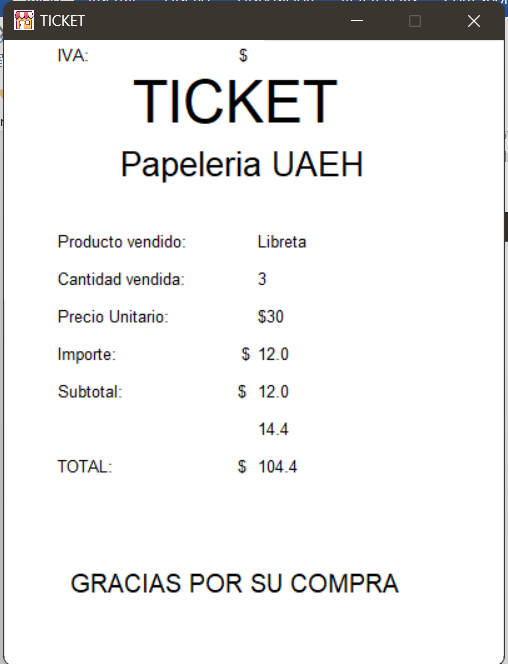 TICKET
IVA: $
TICKET
Papeleria UAEH
Producto vendido: Libreta
Cantidad vendida: 3
Precio Unitario: $30
Importe: $ 12.0
Subtotal: $ 12.0
14.4
TOTAL: $ 104.4
GRACIAS POR SU COMPRA